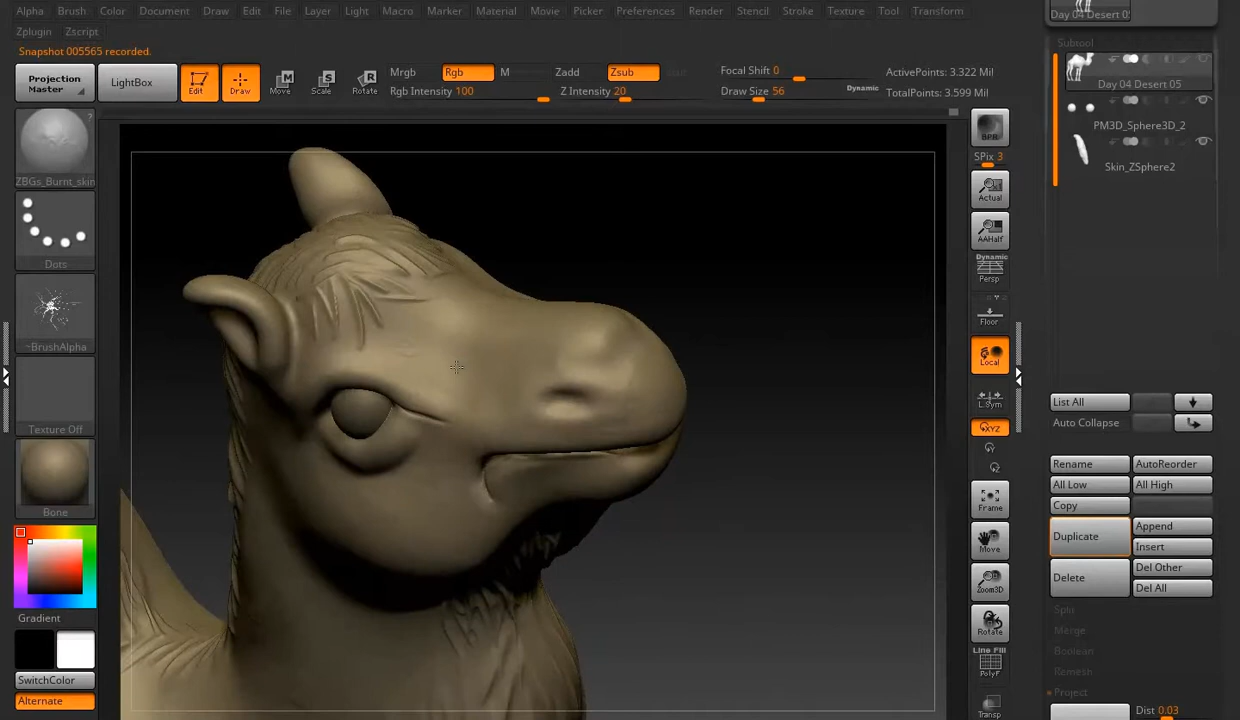 Alpha Brush Color Document Draw Edit File Layer Light Macro Marker Material Movie Picker Preferences Render Stencil Stroke Texture Tool Transform
Zplugin Zscript
Day 04 Desert 0
Snapshot 005565 recorded.
Projection Master
LightBox
Edit
Draw
Move
Scale
Rotate
Mrgb Rgb M Zadd Zsub
Rgb Intensity 100
Z Intensity 20
Focal Shift 0
Draw Size 56
Dynamic
ActivePoints: 3.322 Mil
TotalPoints: 3.599 Mil
ZBGs_Burnt_skin
Dots
~BrushAlpha
Texture Off
Bone
Gradient
SwitchColor
Alternate
BPR
SPix 3
Actual
AAHalf
Dynamic
Persp
Floor
Local
L.Sym
XYZ
Y
Z
Frame
Move
Zoom3D
Rotate
Line Fill
PolyF
Transp
Subtool
Day 04 Desert 05
PM3D_Sphere3D_2
Skin_ZSphere2
List All
Auto Collapse
Rename AutoReorder
All Low All High
Copy
Duplicate Append
Insert
Delete Del Other
Del All
Split
Merge
Boolean
Remesh
Project
Dist 0.03